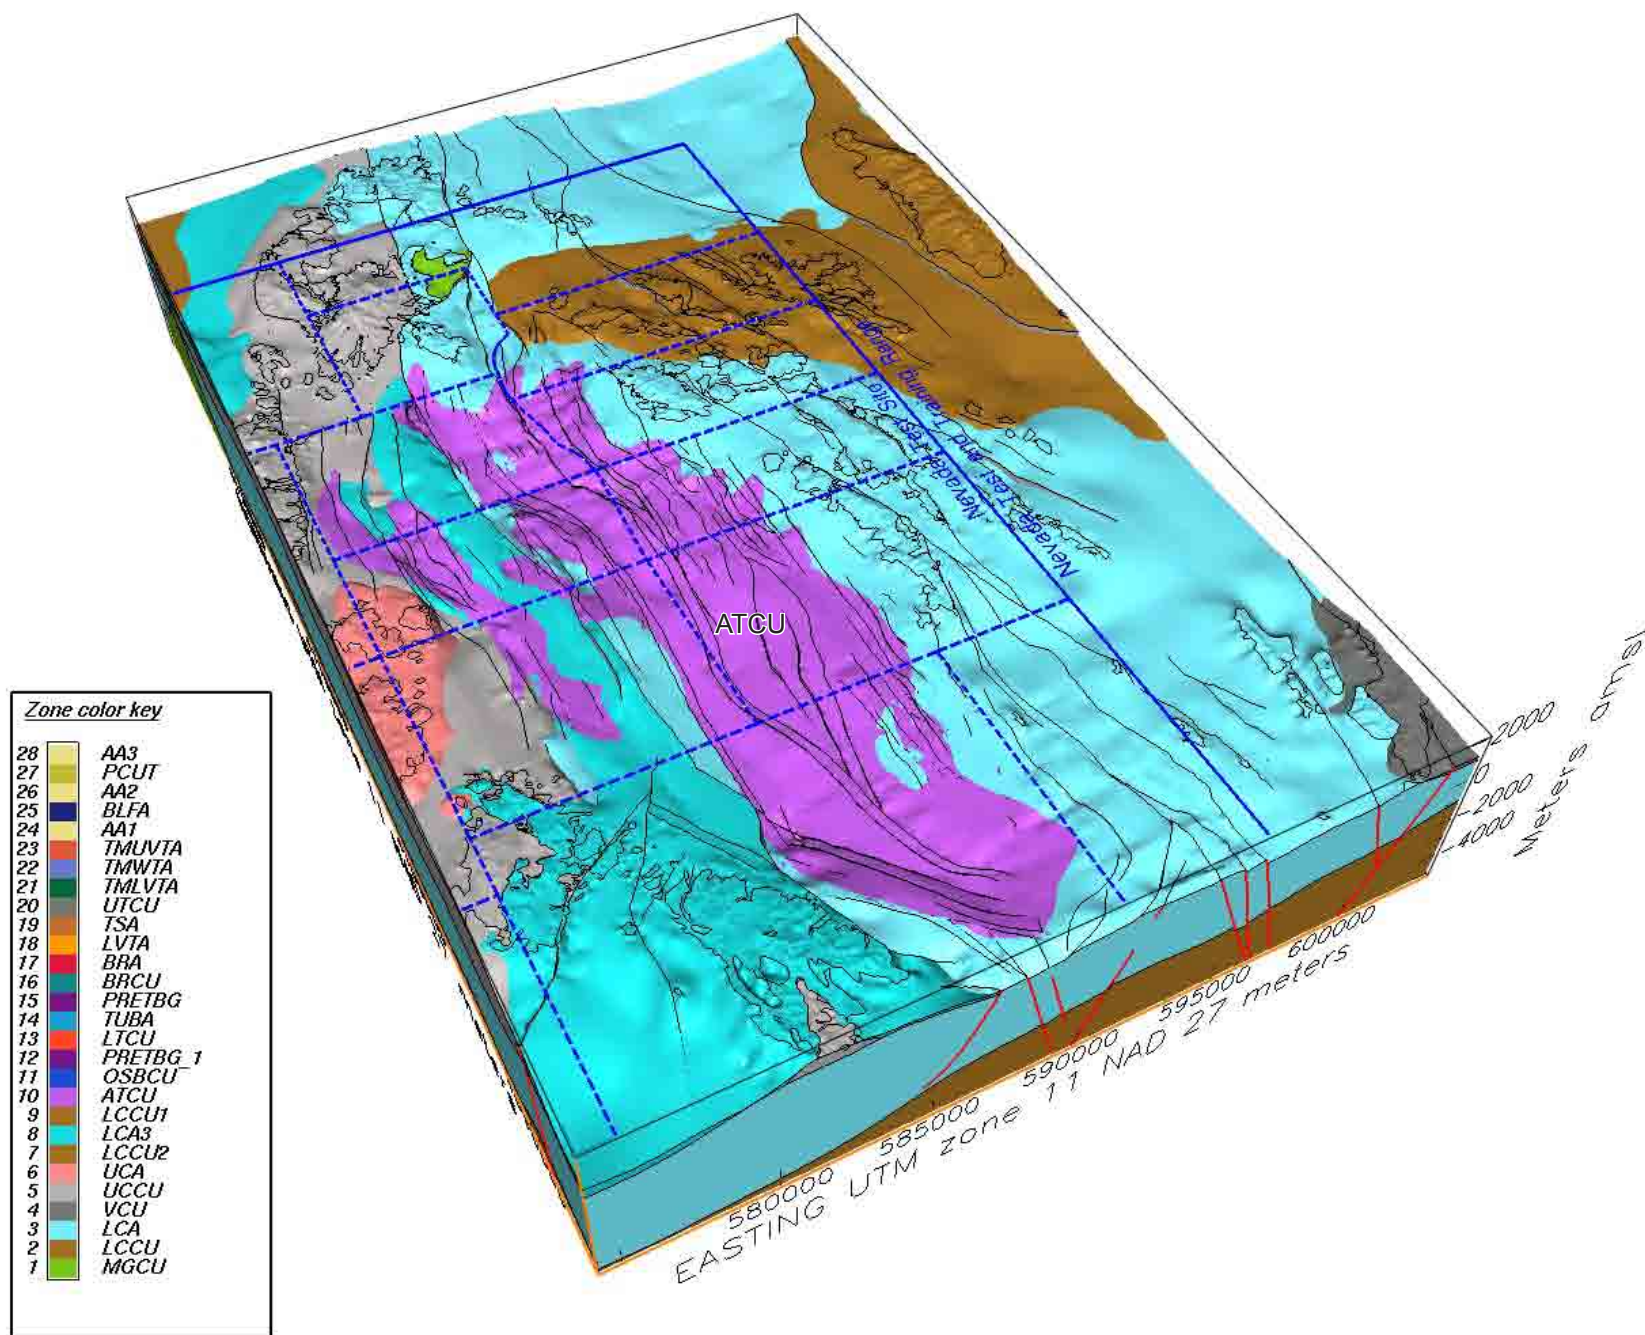 Nevada Test and Training Range
Nevada Test Site
ATCU
2000
0
-2000
-4000
Meters amsl
600000
595000
590000
585000
580000
EASTING UTM zone 11 NAD 27 meters
Zone color key
28 AA3
27 PCUT
26 AA2
25 BLFA
24 AA1
23 TMUVTA
22 TMWTA
21 TMLVTA
20 UTCU
19 TSA
18 LVTA
17 BRA
16 BRCU
15 PRETBG
14 TUBA
13 LTCU
12 PRETBG_1
11 OSBCU
10 ATCU
9 LCCU1
8 LCA3
7 LCCU2
6 UCA
5 UCCU
4 VCU
3 LCA
2 LCCU
1 MGCU